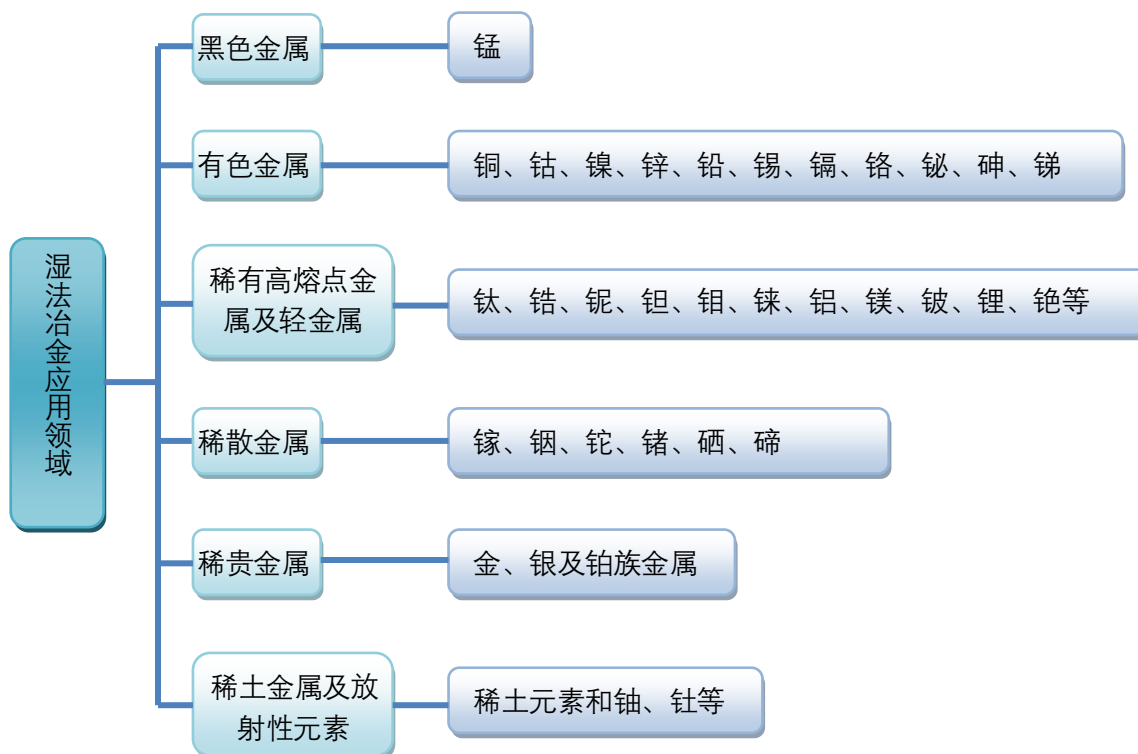 湿法冶金应用领域
黑色金属
锰
有色金属
铜、钴、镍、锌、铅、锡、镉、铬、铋、砷、锑
稀有高熔点金
属及轻金属
钛、锆、铌、钽、钼、铼、铝、镁、铍、锂、铯等
稀散金属
镓、铟、铊、锗、硒、碲
稀贵金属
金、银及铂族金属
稀土金属及放
射性元素
稀土元素和铀、钍等